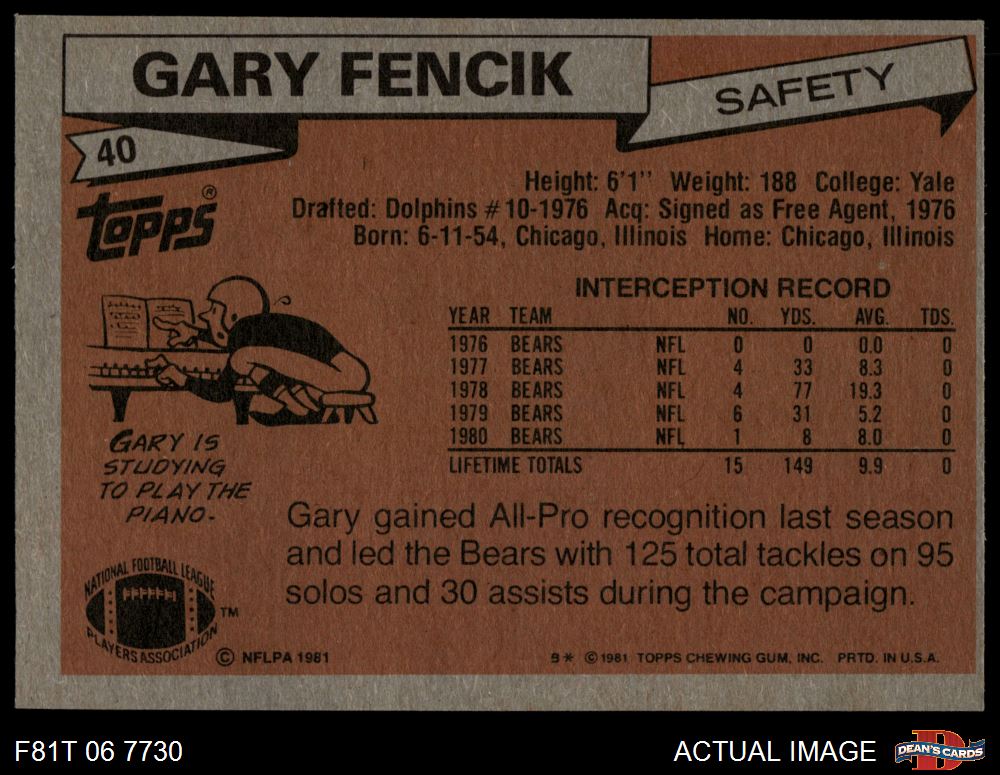 GARY FENCIK
SAFETY
40
TOPPS®
Height: 6'1'' Weight: 188 College: Yale
Drafted: Dolphins #10-1976 Acq: Signed as Free Agent, 1976
Born: 6-11-54, Chicago, Illinois Home: Chicago, Illinois
INTERCEPTION RECORD
YEAR TEAM NO. YDS. AVG. TDS.
1976 BEARS NFL 0 0 0.0 0
1977 BEARS NFL 4 33 8.3 0
1978 BEARS NFL 4 77 19.3 0
1979 BEARS NFL 6 31 5.2 0
1980 BEARS NFL 1 8 8.0 0
LIFETIME TOTALS 15 149 9.9 0
GARY IS
STUDYING
TO PLAY THE
PIANO.
Gary gained All-Pro recognition last season
and led the Bears with 125 total tackles on 95
solos and 30 assists during the campaign.
NATIONAL FOOTBALL LEAGUE
PLAYERS ASSOCIATION
TM
© NFLPA 1981
B* © 1981 TOPPS CHEWING GUM, INC. PRTD. IN U.S.A.
F81T 06 7730
ACTUAL IMAGE
D
DEAN'S CARDS